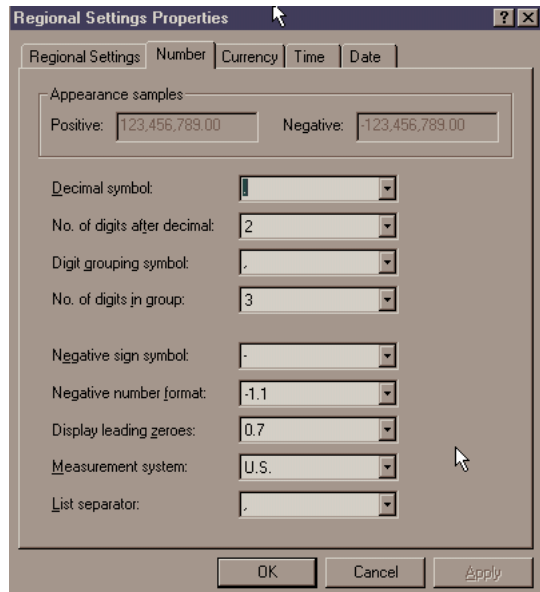 Regional Settings Properties
Regional Settings Number Currency Time Date
Appearance samples
Positive: 123,456,789.00 Negative: -123,456,789.00
Decimal symbol: .
No. of digits after decimal: 2
Digit grouping symbol: ,
No. of digits in group: 3
Negative sign symbol: -
Negative number format: -1.1
Display leading zeroes: 0.7
Measurement system: U.S.
List separator: ,
OK Cancel Apply